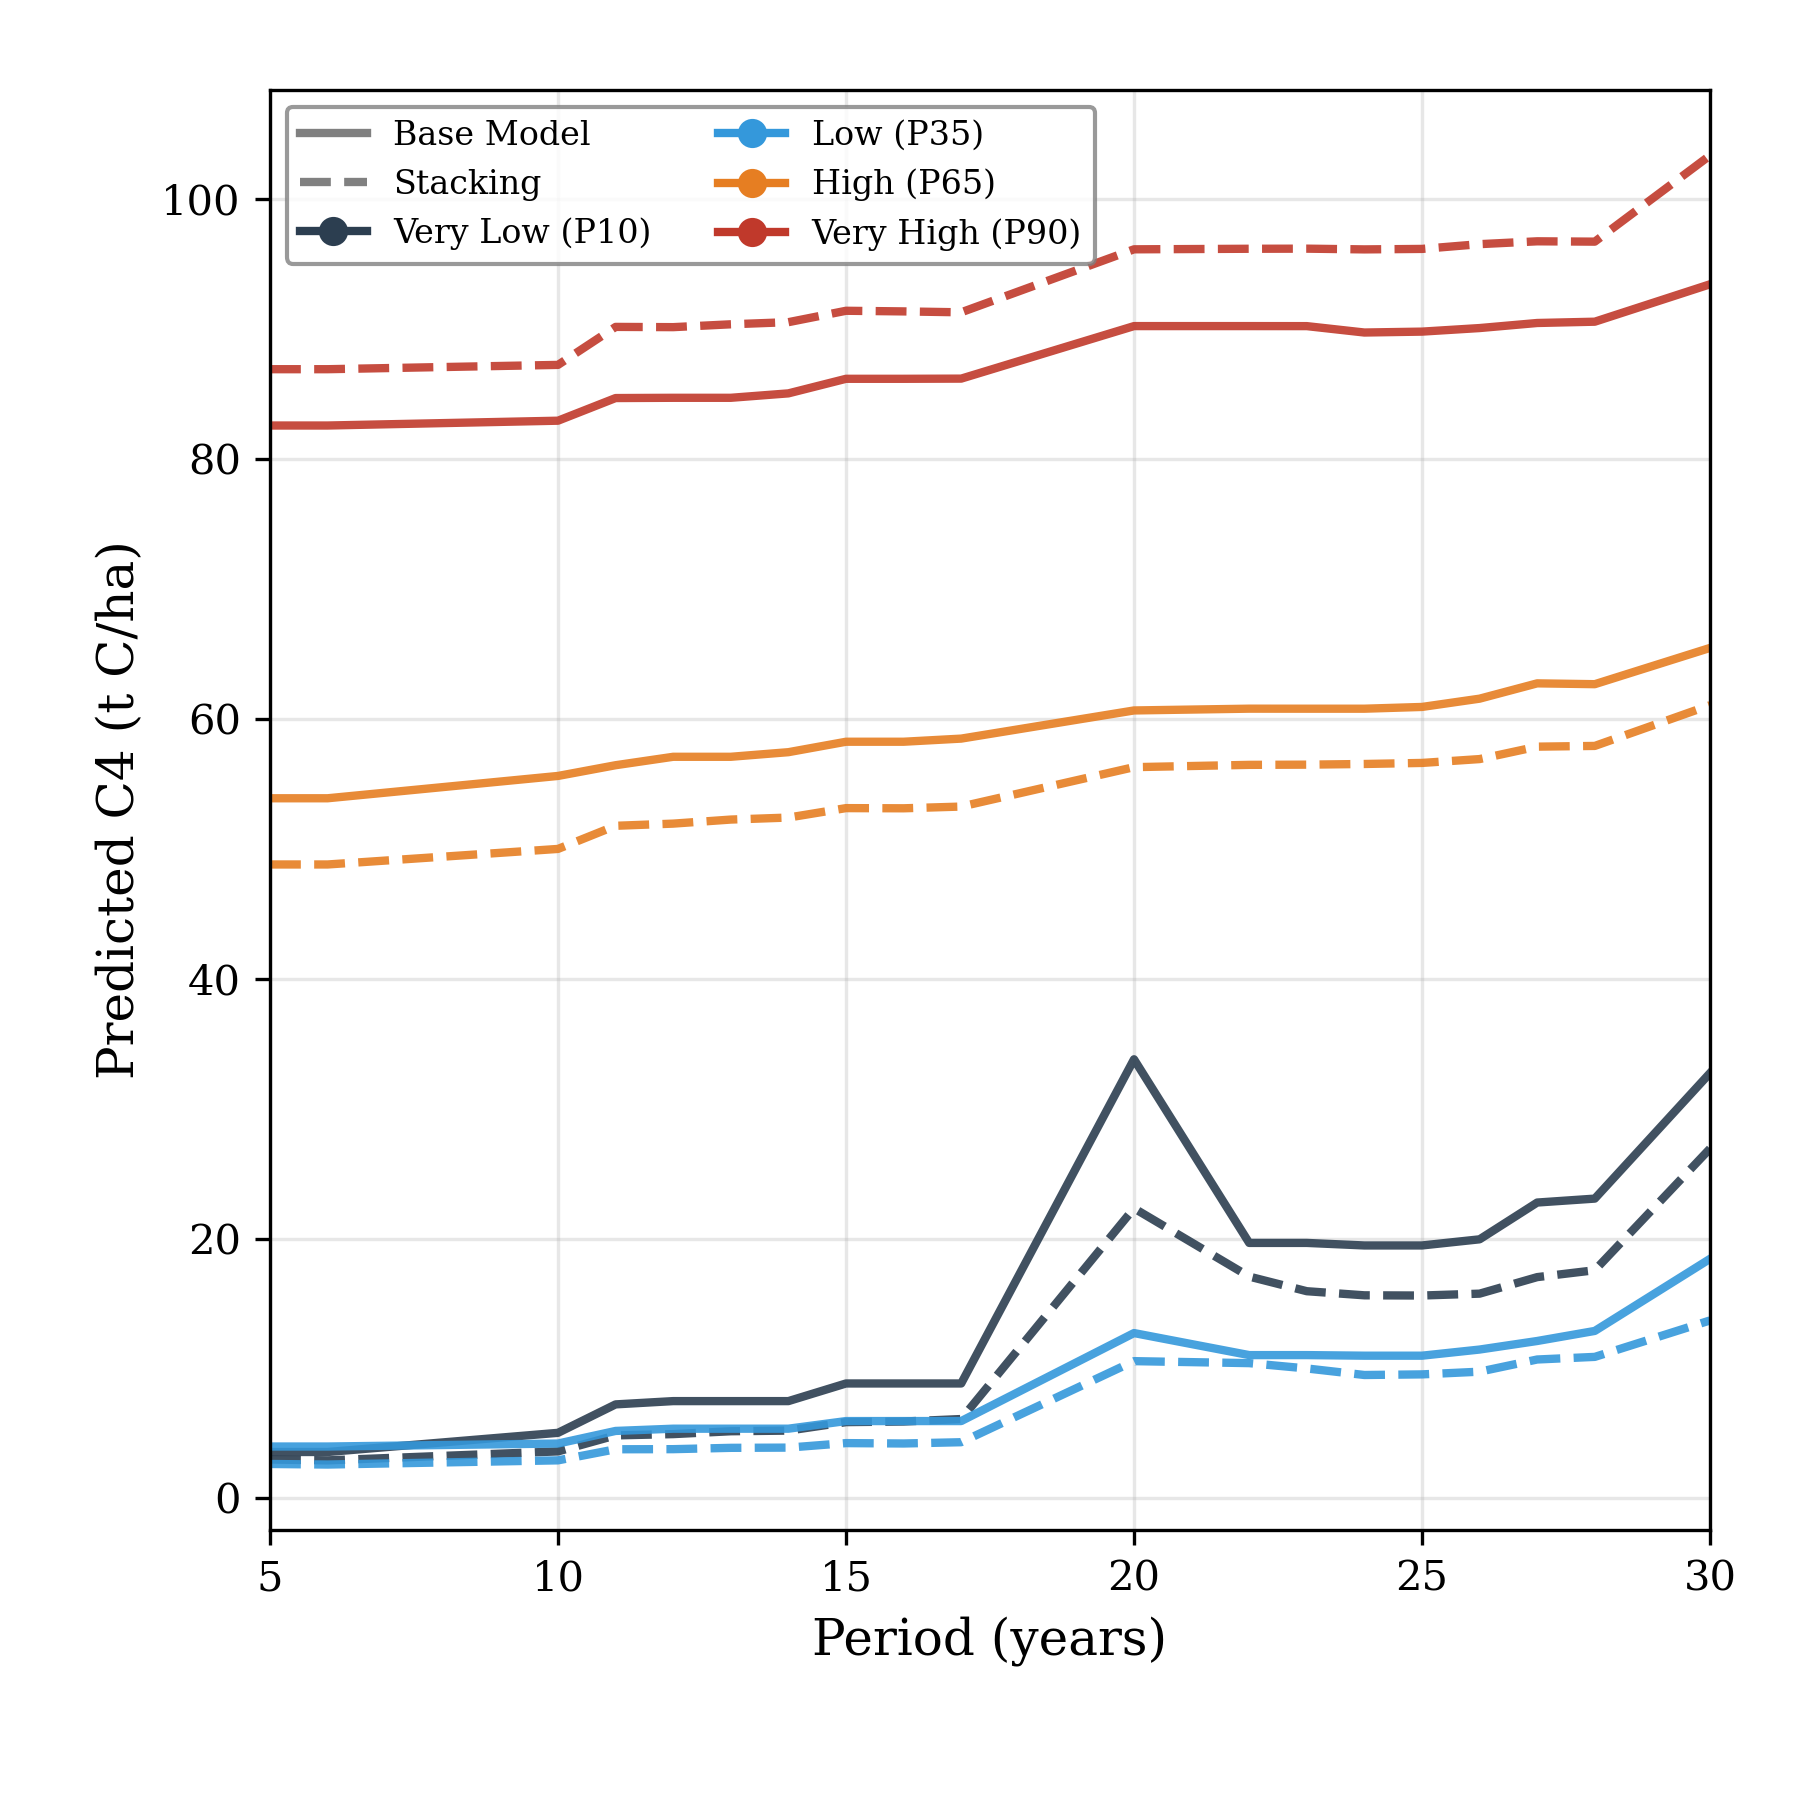 Base Model
Stacking
Very Low (P10)
Low (P35)
High (P65)
Very High (P90)
100
80
60
40
20
0
Predicted C4 (t C/ha)
5 10 15 20 25 30
Period (years)